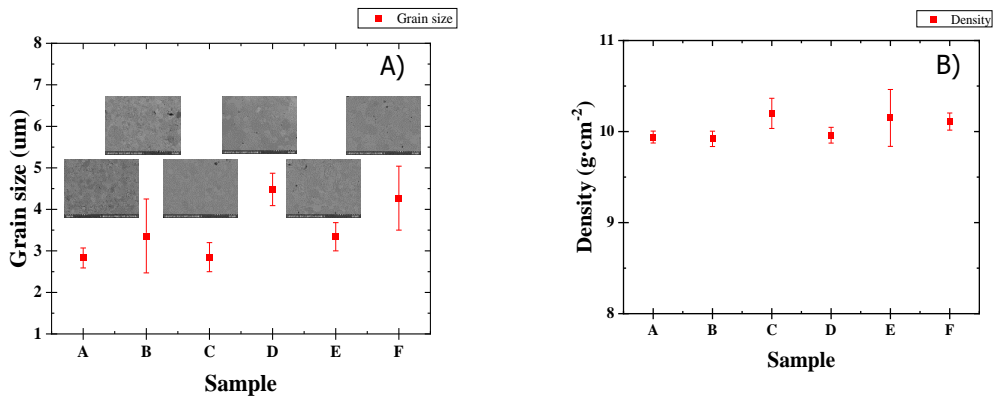 Grain size
A)
8
7
6
5
4
3
2
1
Grain size (um)
A B C D E F
Sample
Density
B)
11
10
9
8
Density (g·cm⁻²)
A B C D E F
Sample